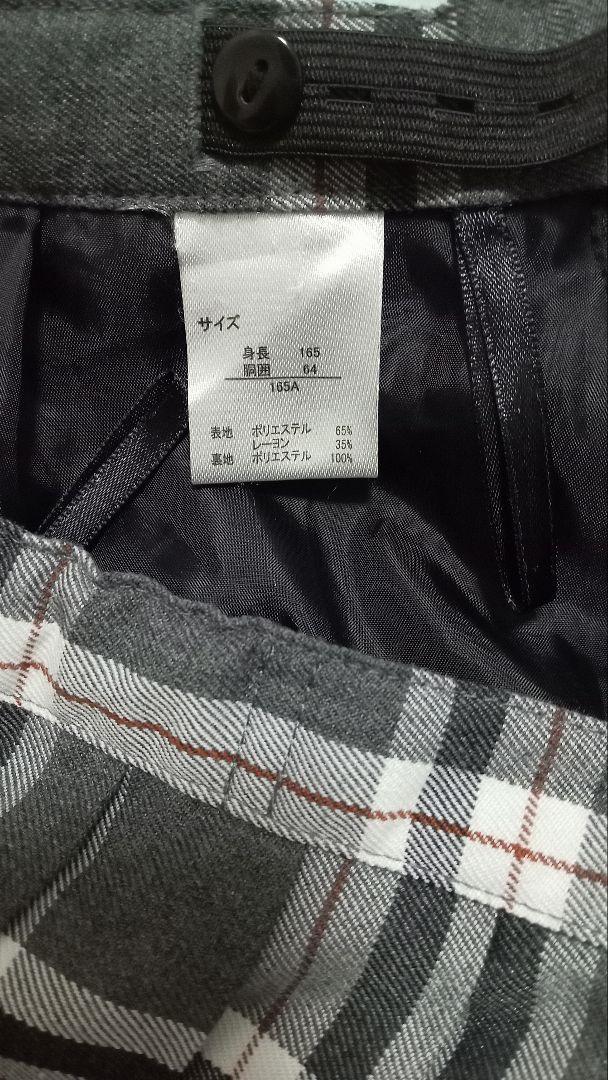 サイズ
身長 165
胴囲 64
165A
表地 ポリエステル 65%
レーヨン 35%
裏地 ポリエステル 100%